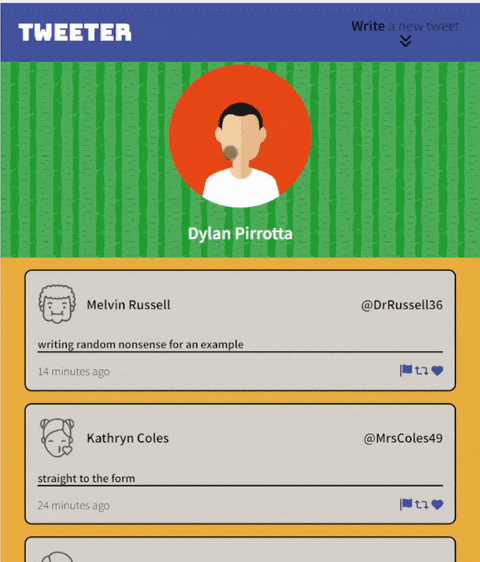 TWEETER
Write a new tweet
Dylan Pirrotta
Melvin Russell
@DrRussell36
writing random nonsense for an example
14 minutes ago
Kathryn Coles
@MrsColes49
straight to the form
24 minutes ago